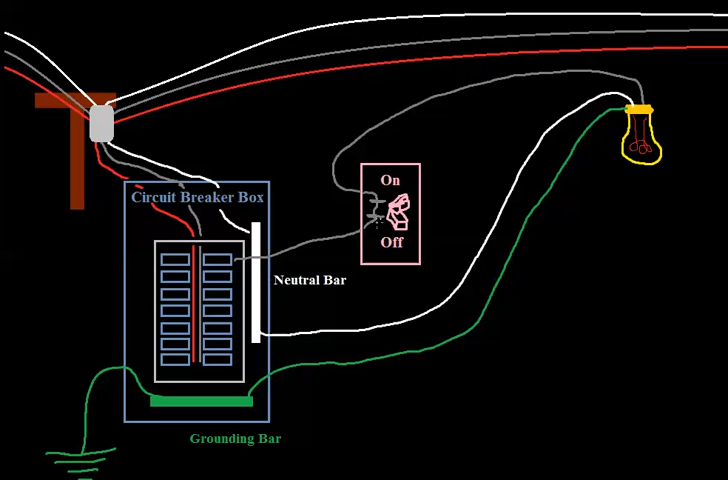 On
Circuit Breaker Box
Off
Neutral Bar
Grounding Bar